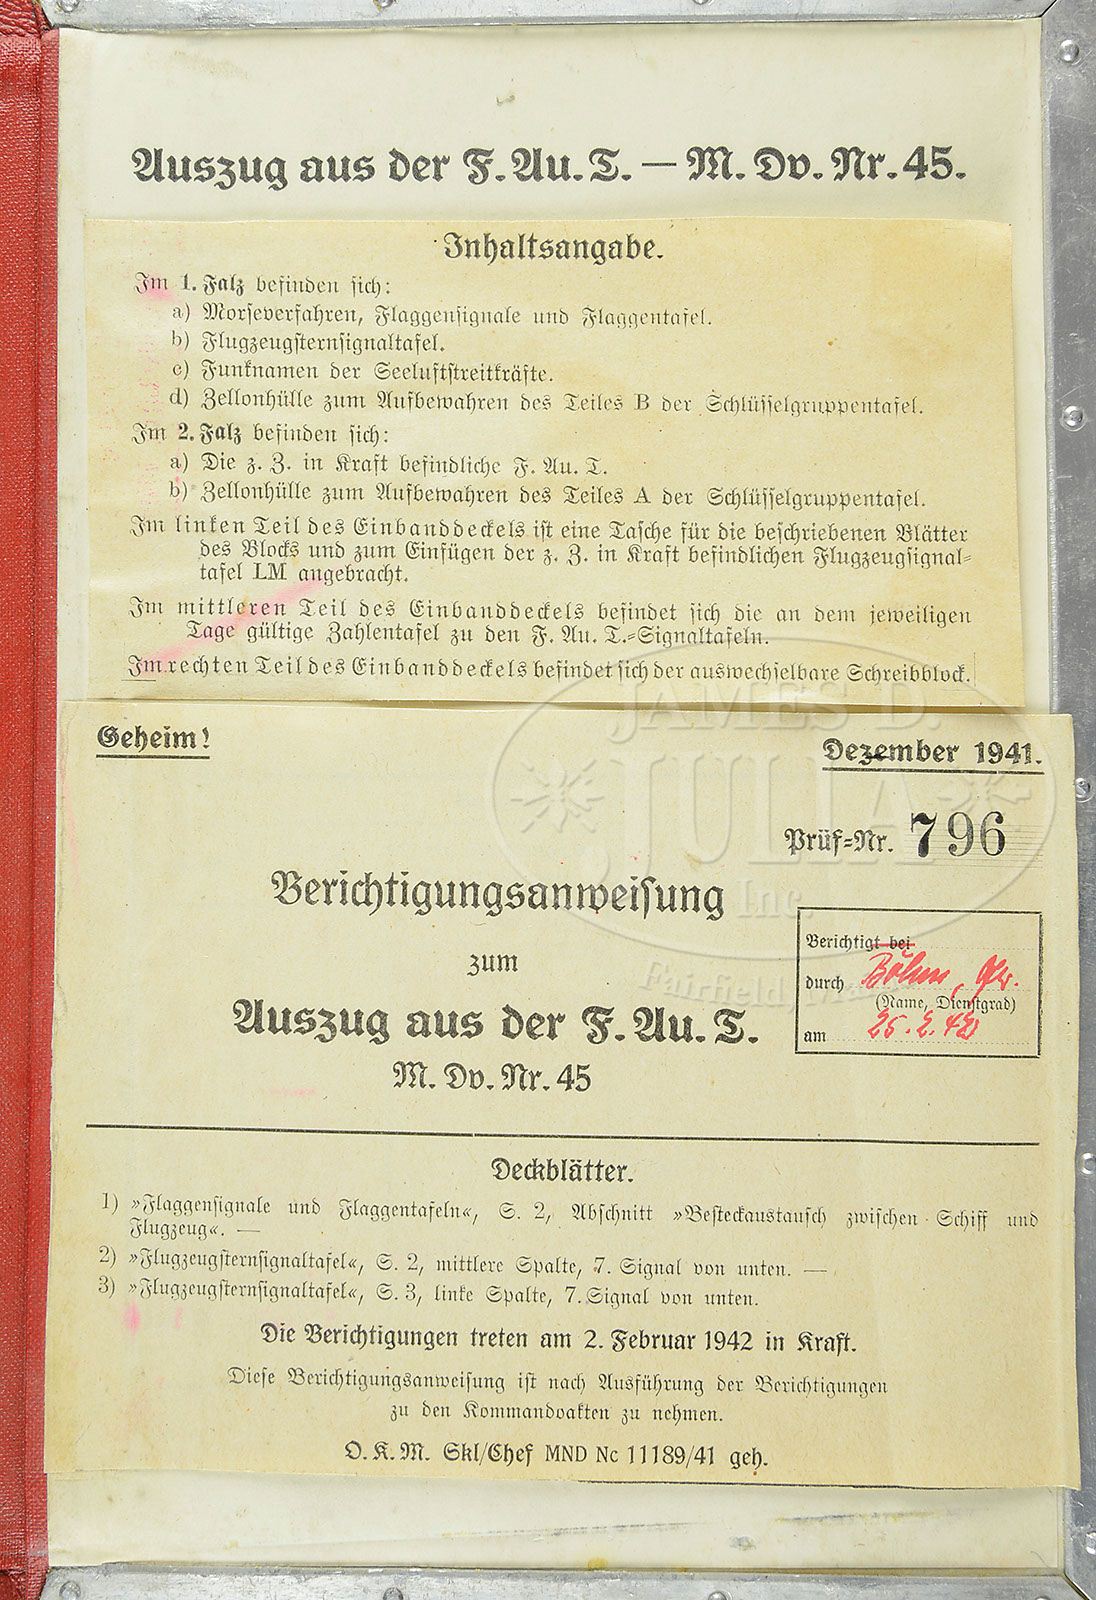 Auszug aus der F. Au. T. — M. Dv. Nr. 45.
Inhaltsangabe.
Im 1. Falz befinden sich:
a) Morseverfahren, Flaggensignale und Flaggentafel.
b) Flugzeugsternsignaltafel.
c) Funknamen der Seeluftstreitkräfte.
d) Zellonhülle zum Aufbewahren des Teiles B der Schlüsselgruppentafel.
Im 2. Falz befinden sich:
a) Die z. Z. in Kraft befindliche F. Au. T.
b) Zellonhülle zum Aufbewahren des Teiles A der Schlüsselgruppentafel.
Im linken Teil des Einbanddeckels ist eine Tasche für die beschriebenen Blätter
des Blocks und zum Einfügen der z. Z. in Kraft befindlichen Flugzeugsignal=
tafel LM angebracht.
Im mittleren Teil des Einbanddeckels befindet sich die an dem jeweiligen
Tage gültige Zahlentafel zu den F. Au. T.=Signaltafeln.
Im rechten Teil des Einbanddeckels befindet sich der auswechselbare Schreibblock.
JAMES D.
JULIA
Inc.
Fairfield
Geheim!
Dezember 1941.
Prüf=Nr. 796
Berichtigungsanweisung
zum
Auszug aus der F. Au. T.
M. Dv. Nr. 45
Berichtigt bei
durch Böhm,
(Name, Dienstgrad)
am 25. 2. 42
Deckblätter.
1) »Flaggensignale und Flaggentafeln«, S. 2, Abschnitt »Besteckaustausch zwischen Schiff und
Flugzeug«. —
2) »Flugzeugsternsignaltafel«, S. 2, mittlere Spalte, 7. Signal von unten. —
3) »Flugzeugsternsignaltafel«, S. 3, linke Spalte, 7. Signal von unten.
Die Berichtigungen treten am 2. Februar 1942 in Kraft.
Diese Berichtigungsanweisung ist nach Ausführung der Berichtigungen
zu den Kommandoakten zu nehmen.
O. K. M. Skl/Chef MND Nc 11189/41 geh.